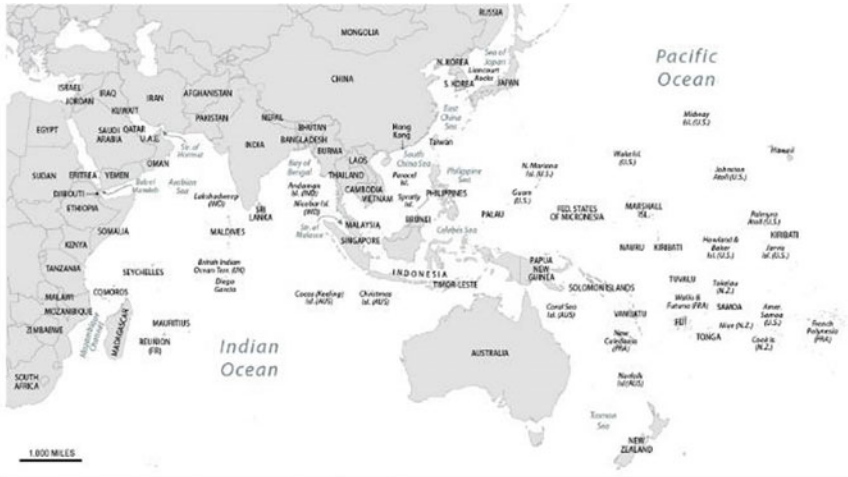 RUSSIA
MONGOLIA
Pacific
Ocean
Sea of
Japan
N. KOREA
Liancourt
Rocks
S. KOREA
JAPAN
CHINA
ISRAEL
IRAQ
IRAN
AFGHANISTAN
JORDAN
KUWAIT
PAKISTAN
NEPAL
BHUTAN
East
China
Sea
Midway
Isl. (U.S.)
EGYPT
SAUDI
ARABIA
QATAR
U.A.E.
Str. of
Hormuz
INDIA
BANGLADESH
BURMA
Hong
Kong
Taiwan
Hawaii
OMAN
LAOS
South
China Sea
Philippine
Sea
Wake Isl.
(U.S.)
SUDAN
ERITREA
YEMEN
Bab el
Mandeb
Arabian
Sea
Bay of
Bengal
THAILAND
Paracel
Isl.
N. Mariana
Isl. (U.S.)
Johnston
Atoll (U.S.)
DJIBOUTI
Lakshadweep
(IND)
Andaman
Isl. (IND)
Nicobar Isl.
(IND)
CAMBODIA
VIETNAM
Spratly
Isl.
PHILIPPINES
Guam
(U.S.)
ETHIOPIA
SRI
LANKA
PALAU
FED. STATES
OF MICRONESIA
MARSHALL
ISL.
Palmyra
Atoll (U.S.)
SOMALIA
MALDIVES
Str. of
Malacca
MALAYSIA
BRUNEI
Celebes Sea
KIRIBATI
KENYA
SINGAPORE
NAURU
KIRIBATI
Howland &
Baker
Isl. (U.S.)
Jarvis
Isl. (U.S.)
TANZANIA
SEYCHELLES
British Indian
Ocean Terr. (UK)
Diego
Garcia
INDONESIA
TIMOR-LESTE
PAPUA
NEW
GUINEA
SOLOMON ISLANDS
TUVALU
Tokelau
(N.Z.)
MALAWI
COMOROS
Cocos (Keeling)
Isl. (AUS)
Christmas
Isl. (AUS)
Coral Sea
Isl. (AUS)
VANUATU
Wallis &
Futuna (FRA)
SAMOA
Amer.
Samoa
(U.S.)
MOZAMBIQUE
Mozambique
Channel
MADAGASCAR
MAURITIUS
FIJI
Niue (N.Z.)
French
Polynesia
(FRA)
ZIMBABWE
REUNION
(FR)
New
Caledonia
(FRA)
TONGA
Cook Is.
(N.Z.)
Indian
Ocean
AUSTRALIA
SOUTH
AFRICA
Norfolk
Isl (AUS)
Tasman
Sea
NEW
ZEALAND
1,000 MILES